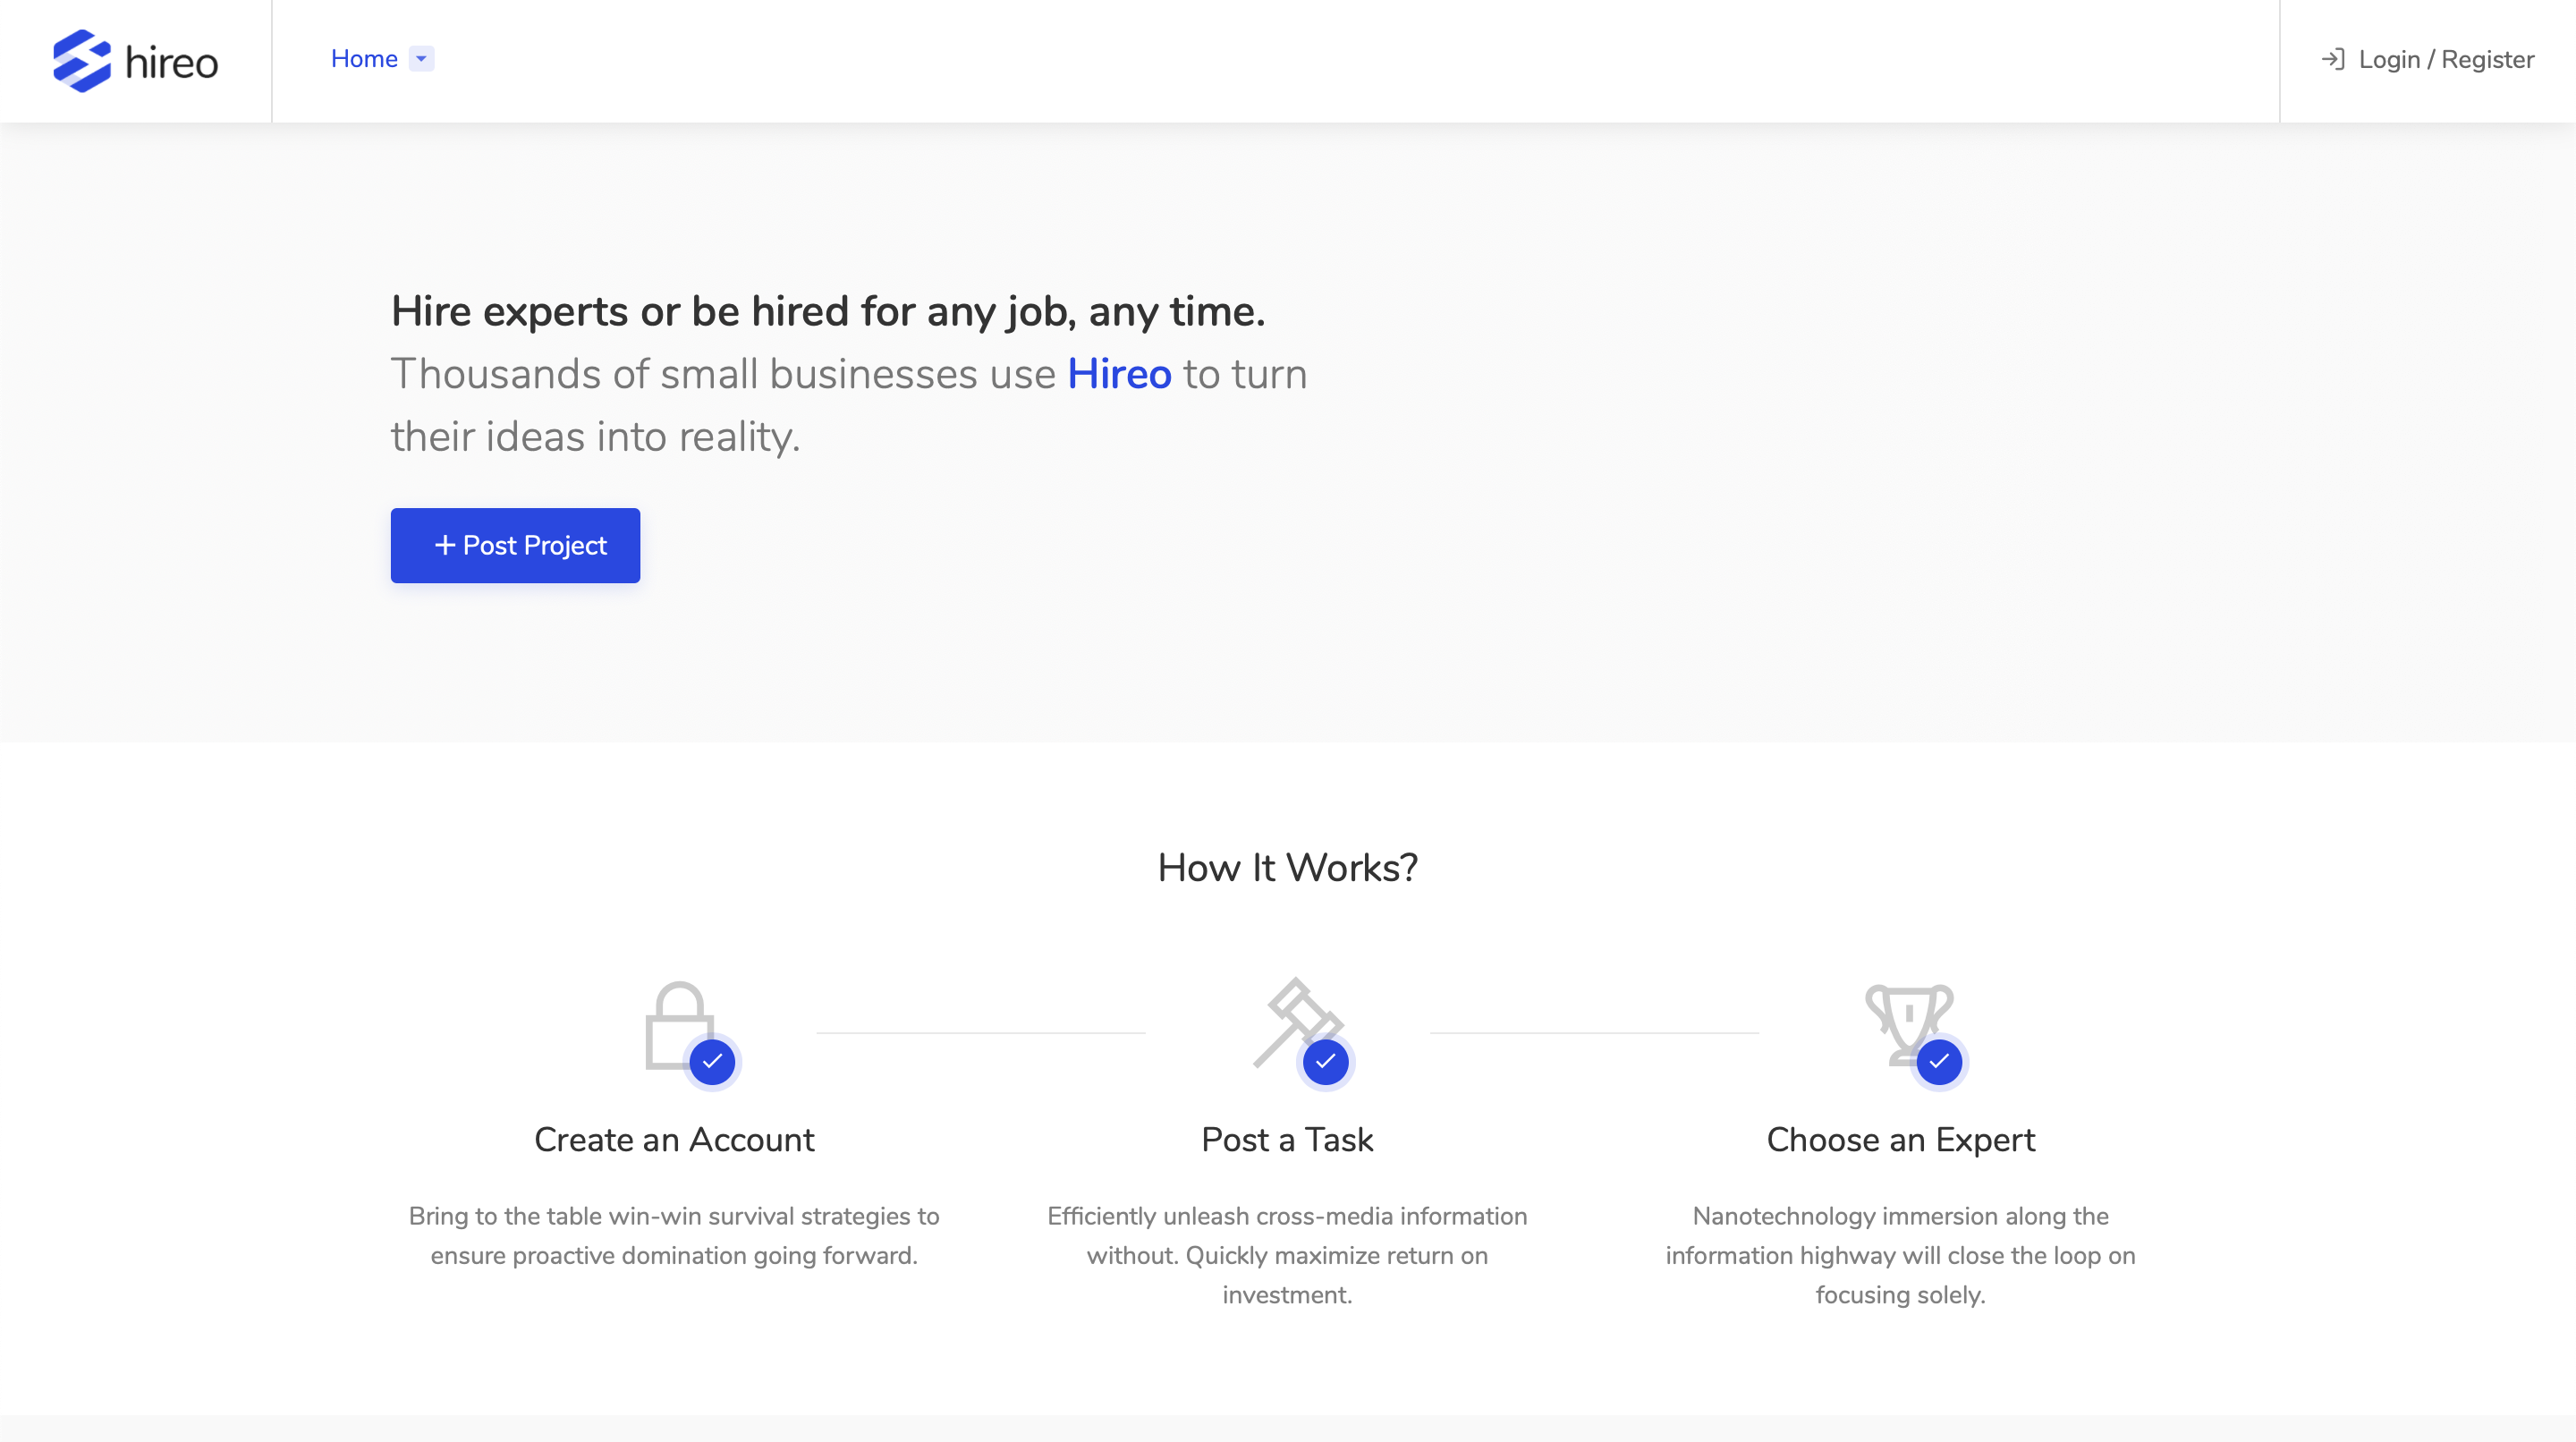 hireo
Home
Login / Register
Hire experts or be hired for any job, any time.
Thousands of small businesses use Hireo to turn
their ideas into reality.
+ Post Project
How It Works?
Create an Account
Bring to the table win-win survival strategies to
ensure proactive domination going forward.
Post a Task
Efficiently unleash cross-media information
without. Quickly maximize return on
investment.
Choose an Expert
Nanotechnology immersion along the
information highway will close the loop on
focusing solely.